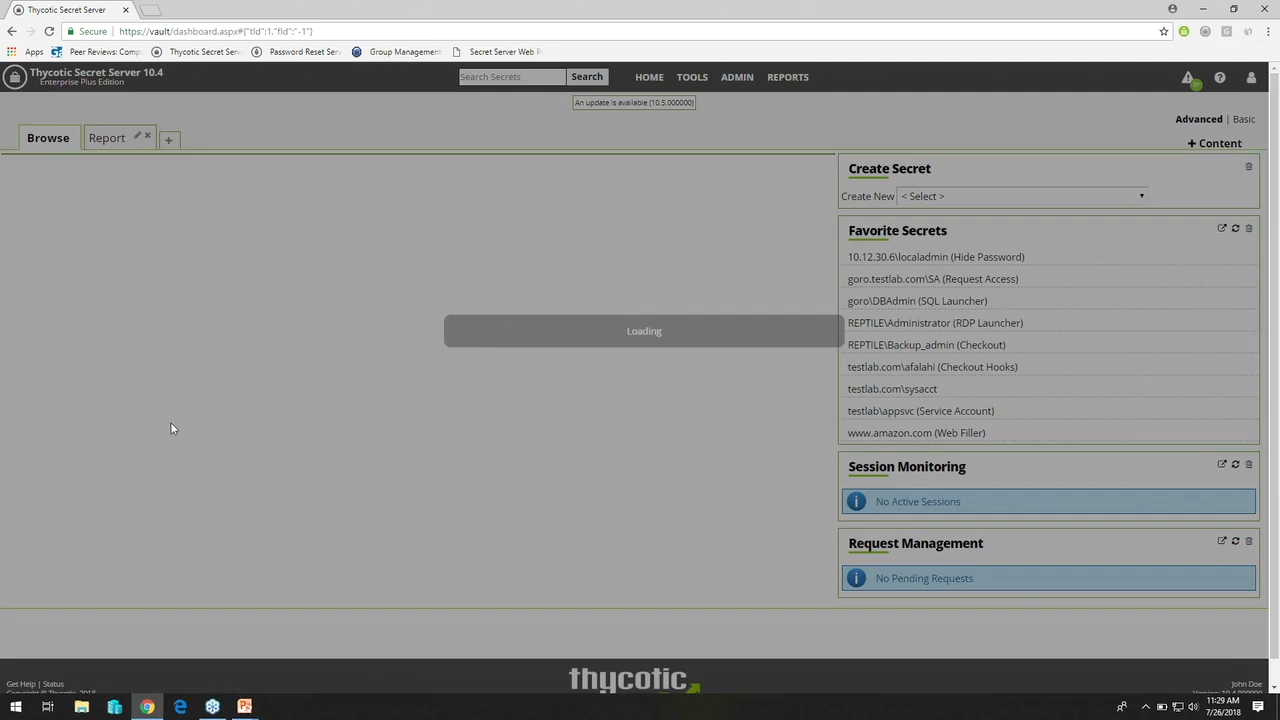 Thycotic Secret Server
https://vault/dashboard.aspx#{"tId":1,"fId":"-1"}
Secure
Apps
Peer Reviews: Comp
Thycotic Secret Serv
Password Reset Serv
Group Management
Secret Server Web P
Thycotic Secret Server 10.4
Enterprise Plus Edition
Search Secrets
Search
HOME
TOOLS
ADMIN
REPORTS
An update is available (10.5.000000)
Advanced | Basic
Browse
Report
+ Content
Create Secret
Create New < Select >
Favorite Secrets
10.12.30.6\localadmin (Hide Password)
goro.testlab.com\SA (Request Access)
goro\DBAdmin (SQL Launcher)
Loading
REPTILE\Administrator (RDP Launcher)
REPTILE\Backup_admin (Checkout)
testlab.com\afalahi (Checkout Hooks)
testlab.com\sysacct
testlab\appsvc (Service Account)
www.amazon.com (Web Filler)
Session Monitoring
No Active Sessions
Request Management
No Pending Requests
thycotic
Get Help | Status
John Doe
11:29 AM
7/26/2018